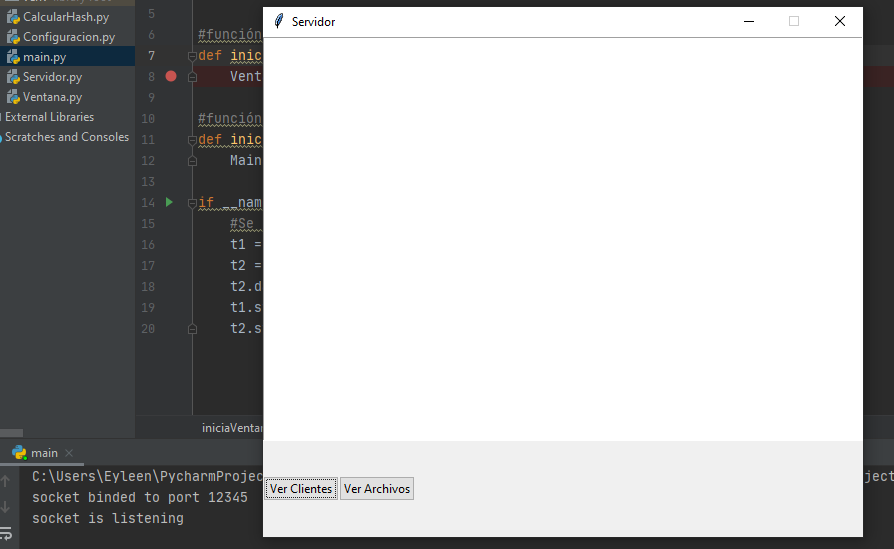 CalcularHash.py
Configuracion.py
main.py
Servidor.py
Ventana.py
External Libraries
Scratches and Consoles
5
6 #función
7 def inic
8 Vent
9
10 #función
11 def inic
12 Main
13
14 if __nam
15 #Se
16 t1 =
17 t2 =
18 t2.d
19 t1.s
20 t2.s
iniciaVentan
Servidor
Ver Clientes Ver Archivos
main
C:\Users\Eyleen\PycharmProjec ject
socket binded to port 12345
socket is listening